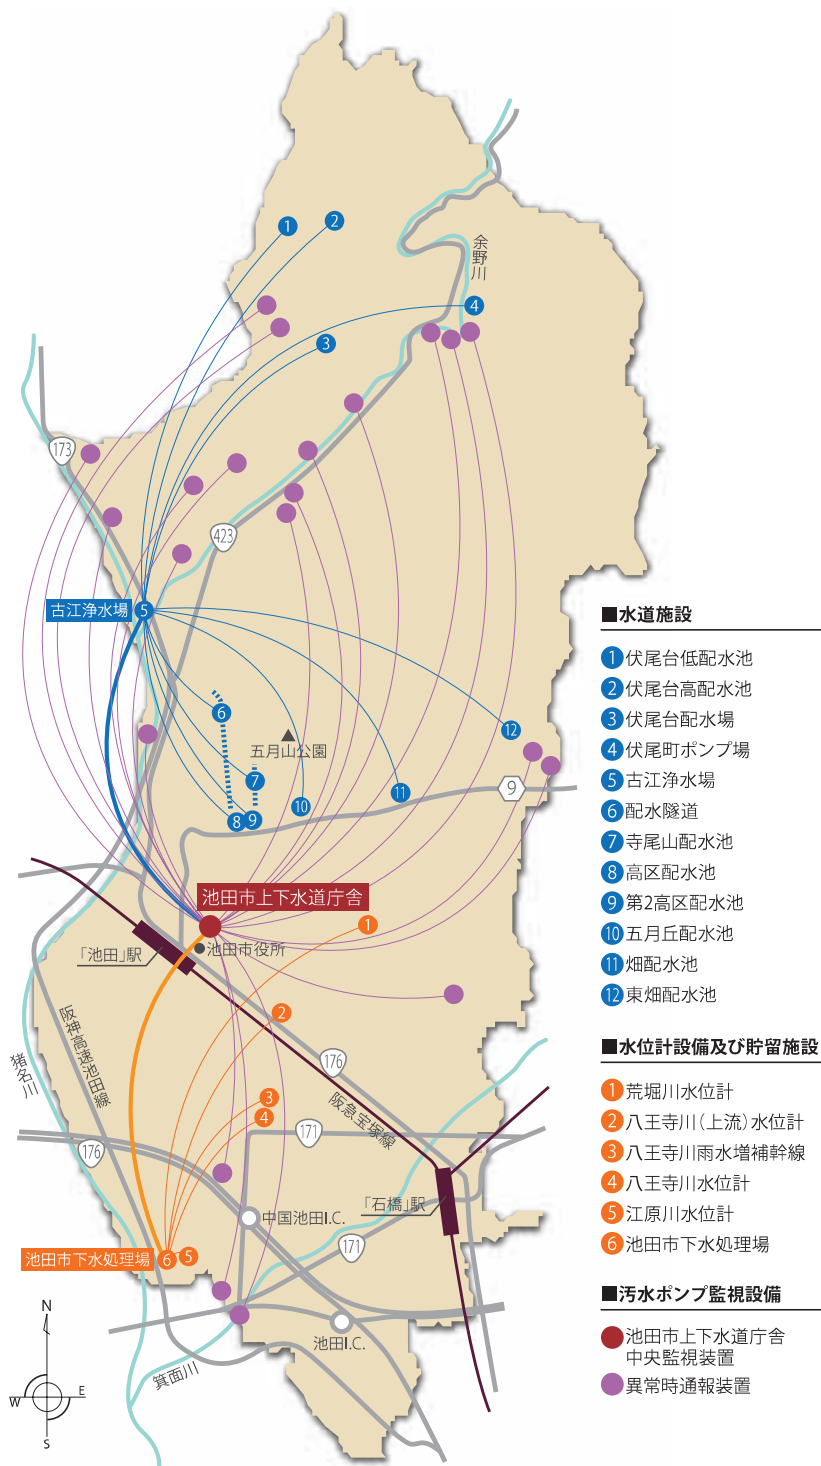 1
2
余野川
4
3
173
423
古江浄水場
5
6
五月山公園
12
7
11
9
10
8
9
池田市上下水道庁舎
1
池田市役所
「池田」駅
2
阪神高速池田線
猪名川
176
阪急宝塚線
3
4
171
176
「石橋」駅
中国池田I.C.
171
池田市下水処理場
6
5
池田I.C.
箕面川
N
W
E
S
■水道施設
1伏尾台低配水池
2伏尾台高配水池
3伏尾台配水場
4伏尾町ポンプ場
5古江浄水場
6配水隧道
7寺尾山配水池
8高区配水池
9第2高区配水池
10五月丘配水池
11畑配水池
12東畑配水池
■水位計設備及び貯留施設
1荒堀川水位計
2八王寺川(上流)水位計
3八王寺川雨水増補幹線
4八王寺川水位計
5江原川水位計
6池田市下水処理場
■汚水ポンプ監視設備
池田市上下水道庁舎
中央監視装置
異常時通報装置